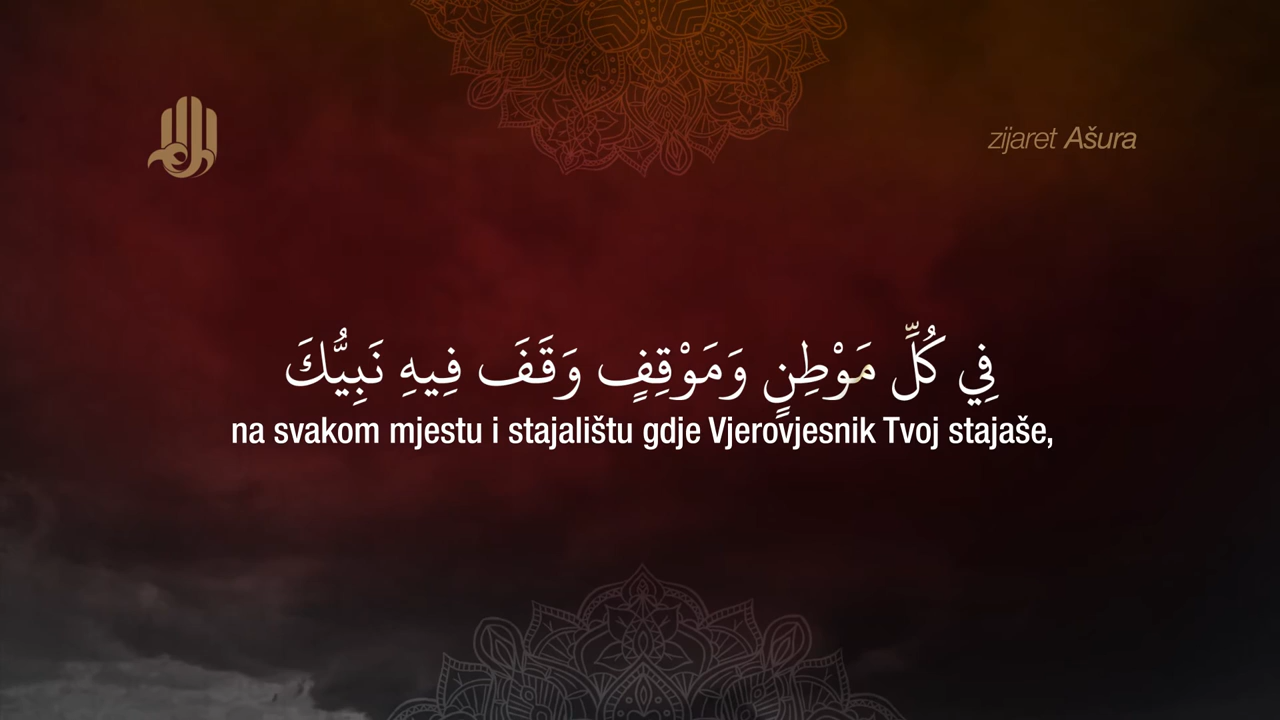 zijaret Ašura
فِي كُلِّ مَوْطِنٍ وَمَوْقِفٍ وَقَفَ فِيهِ نَبِيُّكَ
na svakom mjestu i stajalištu gdje Vjerovjesnik Tvoj stajaše,